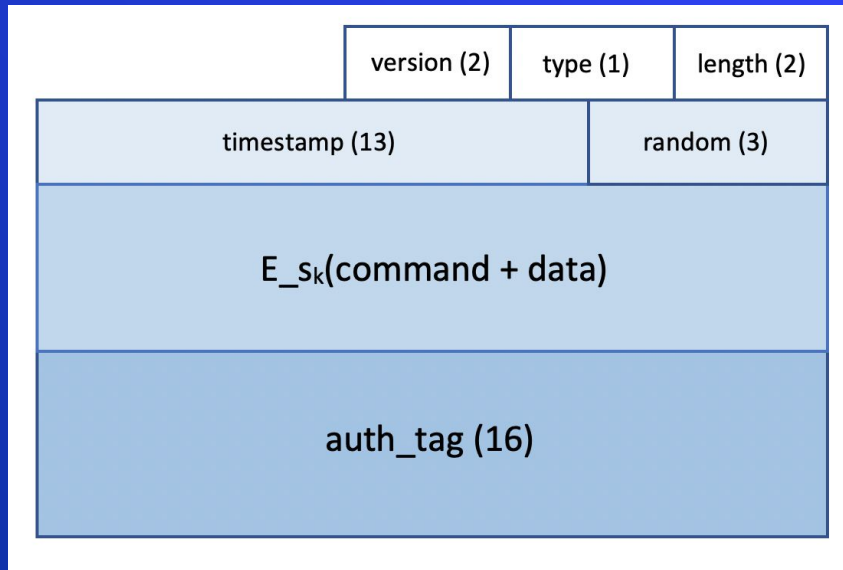 version (2) type (1) length (2)
timestamp (13) random (3)
E_sₖ(command + data)
auth_tag (16)